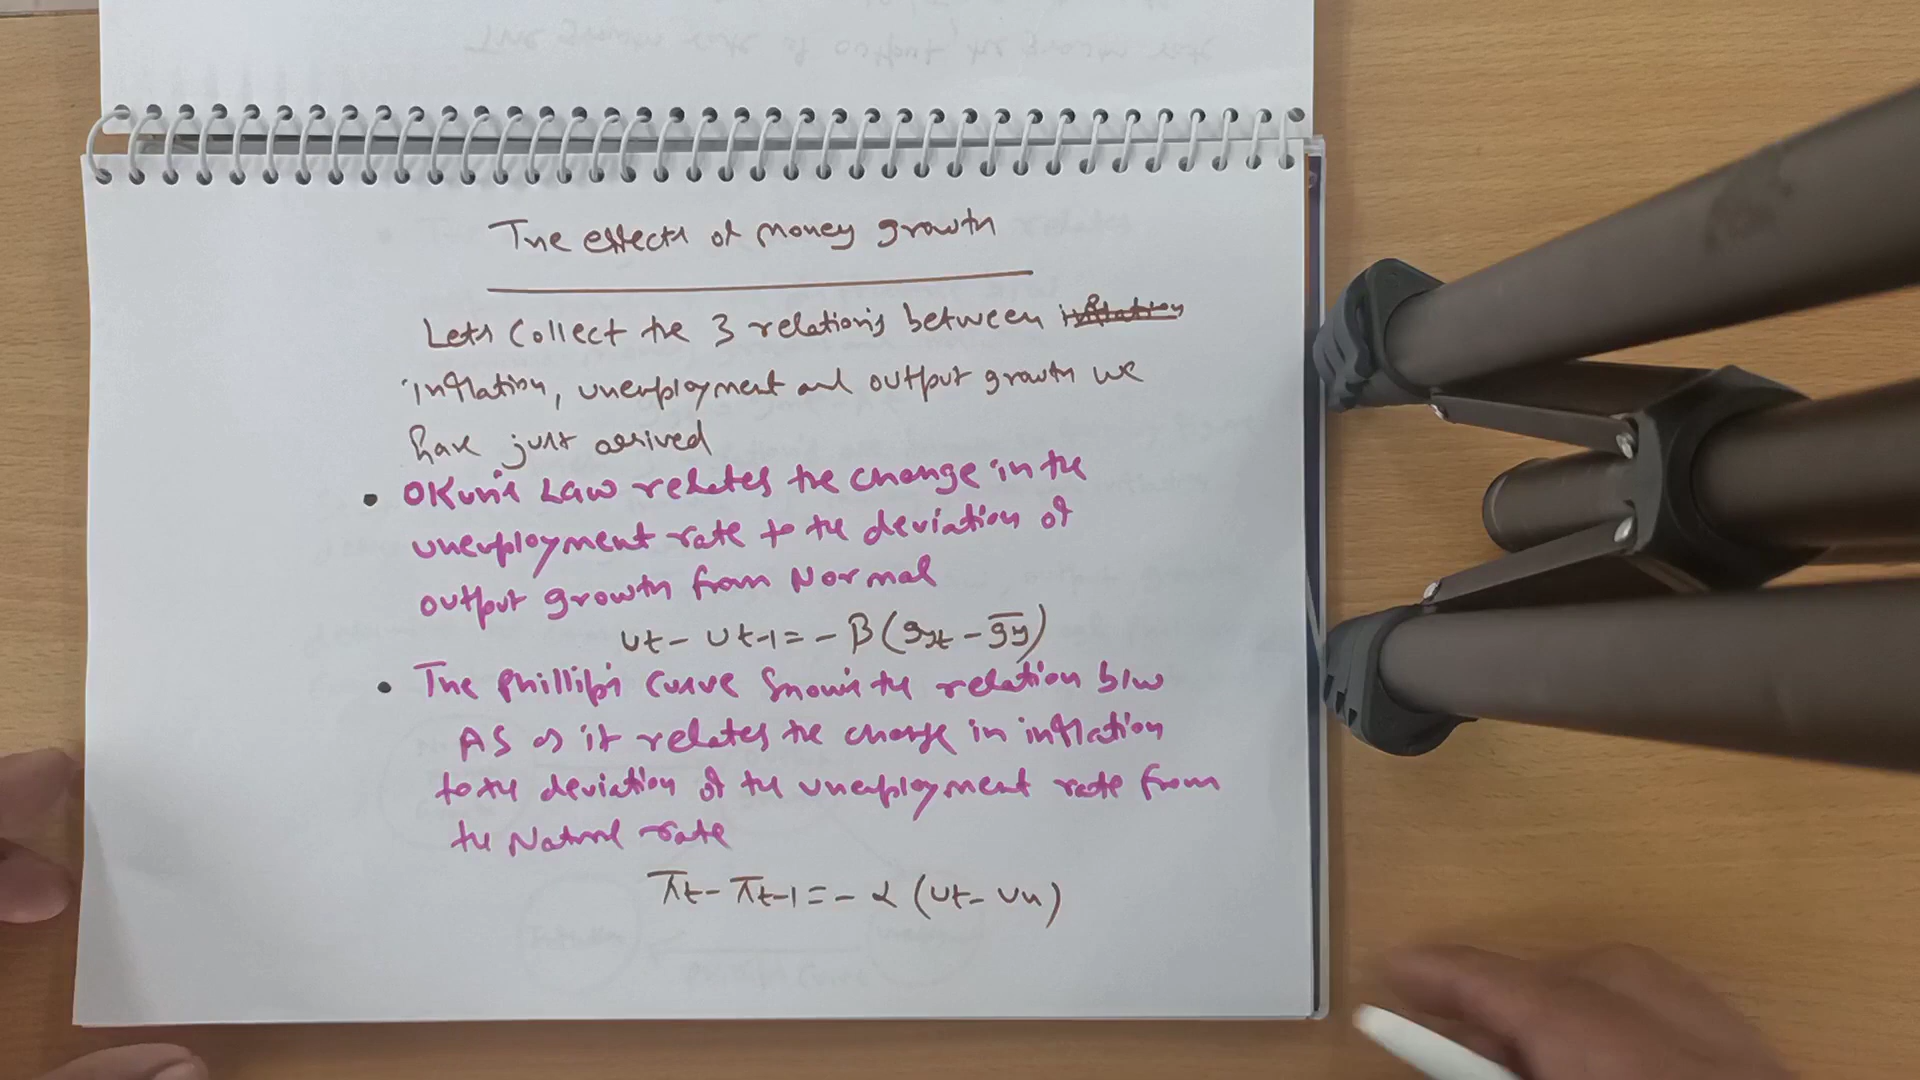 The effects of money growth
Lets collect the 3 relations between inflation
inflation, unemployment and output growth we
have just arrived
• Okun's Law relates the change in the
unemployment rate to the deviation of
output growth from Normal
ut - ut-1 = - β (gyt - g̅y̅)
• The Phillips Curve shows the relation b/w
AS as it relates the change in inflation
to the deviation of the unemployment rate from
the Natural rate
πt - πt-1 = - α (ut - un)